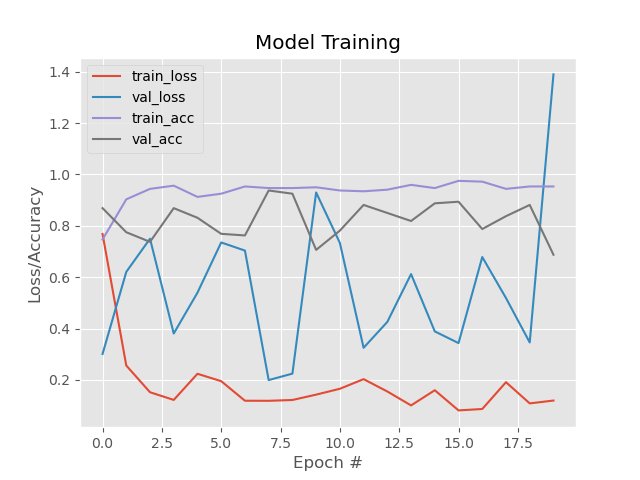 Model Training
train_loss
val_loss
train_acc
val_acc
Loss/Accuracy
1.4
1.2
1.0
0.8
0.6
0.4
0.2
0.0 2.5 5.0 7.5 10.0 12.5 15.0 17.5
Epoch #